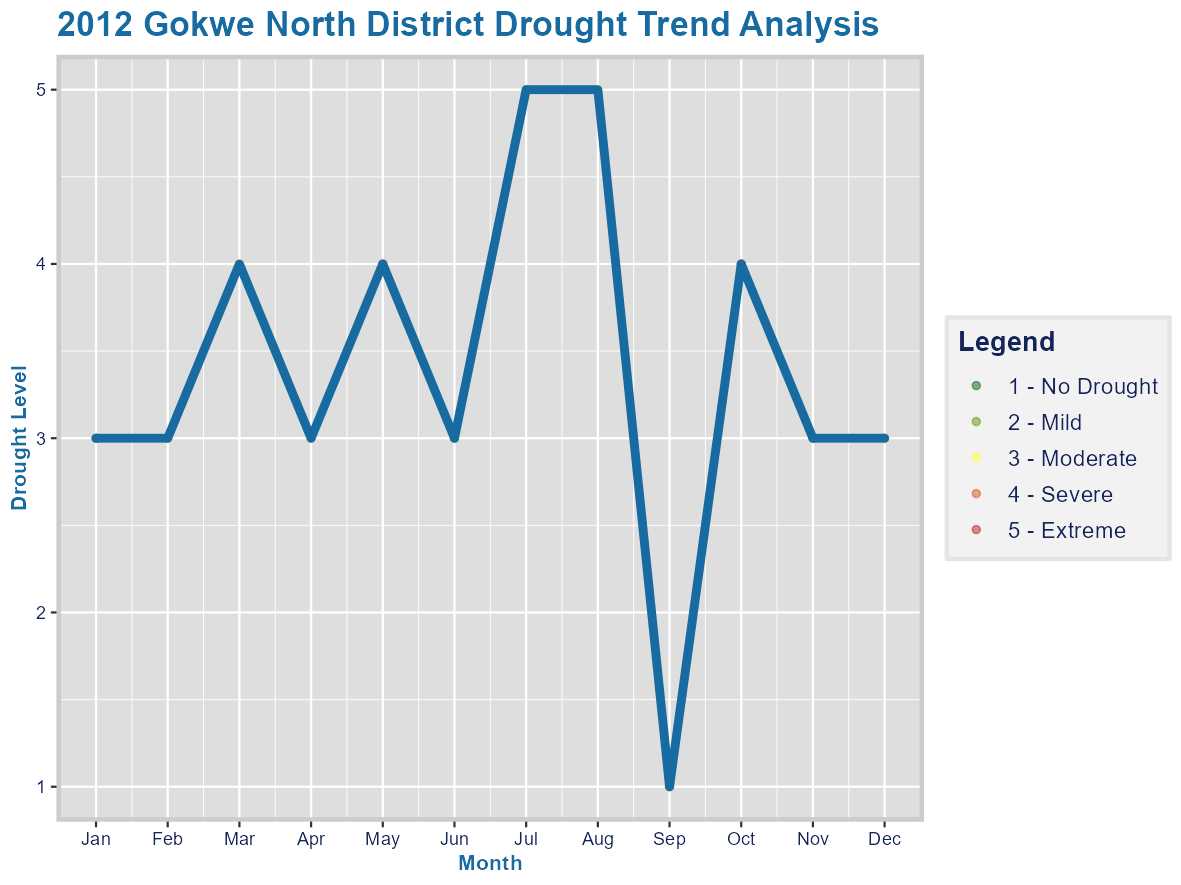 2012 Gokwe North District Drought Trend Analysis
Drought Level
5
4
3
2
1
Jan Feb Mar Apr May Jun Jul Aug Sep Oct Nov Dec
Month
Legend
1 - No Drought
2 - Mild
3 - Moderate
4 - Severe
5 - Extreme